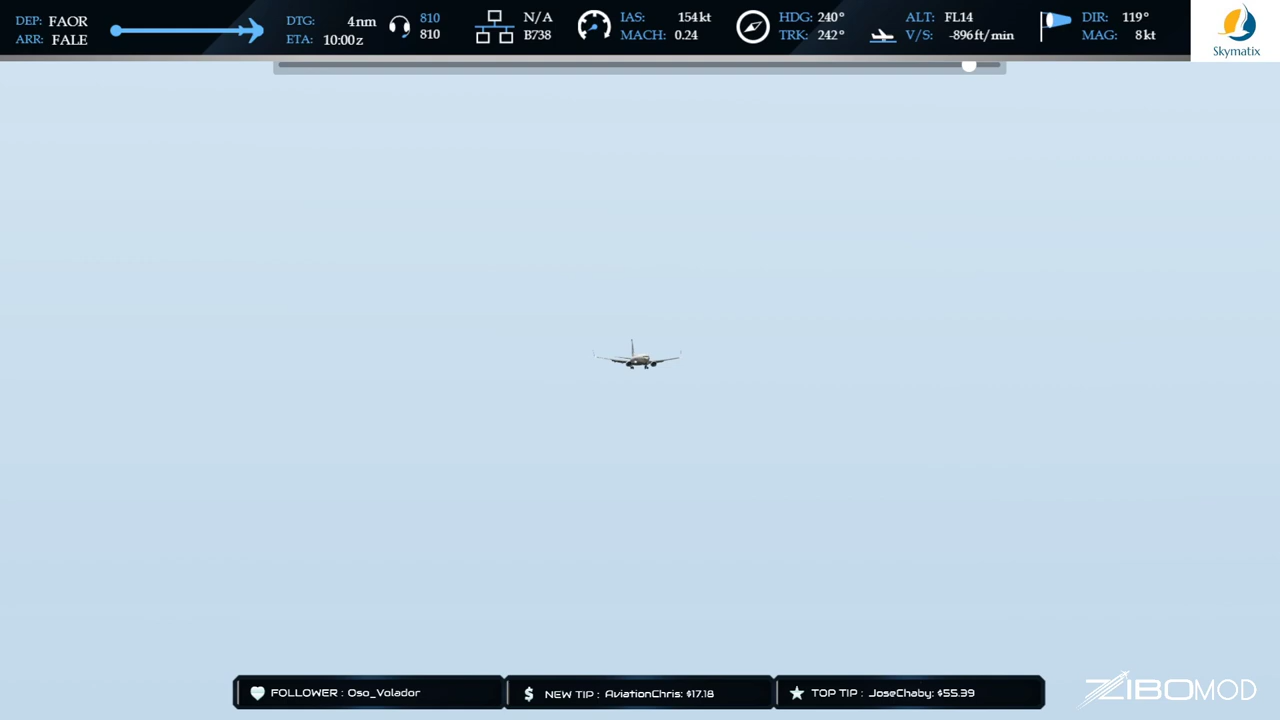 DEP: FAOR
ARR: FALE
DTG: 4nm
ETA: 10:00z
810
810
N/A
B738
IAS: 154kt
MACH: 0.24
HDG: 240°
TRK: 242°
ALT: FL14
V/S: -896ft/min
DIR: 119°
MAG: 8kt
Skymatix
FOLLOWER : Oso_Volador
NEW TIP : AviationChris: $17.18
TOP TIP : JoseChaby: $55.39
ZIBOMOD